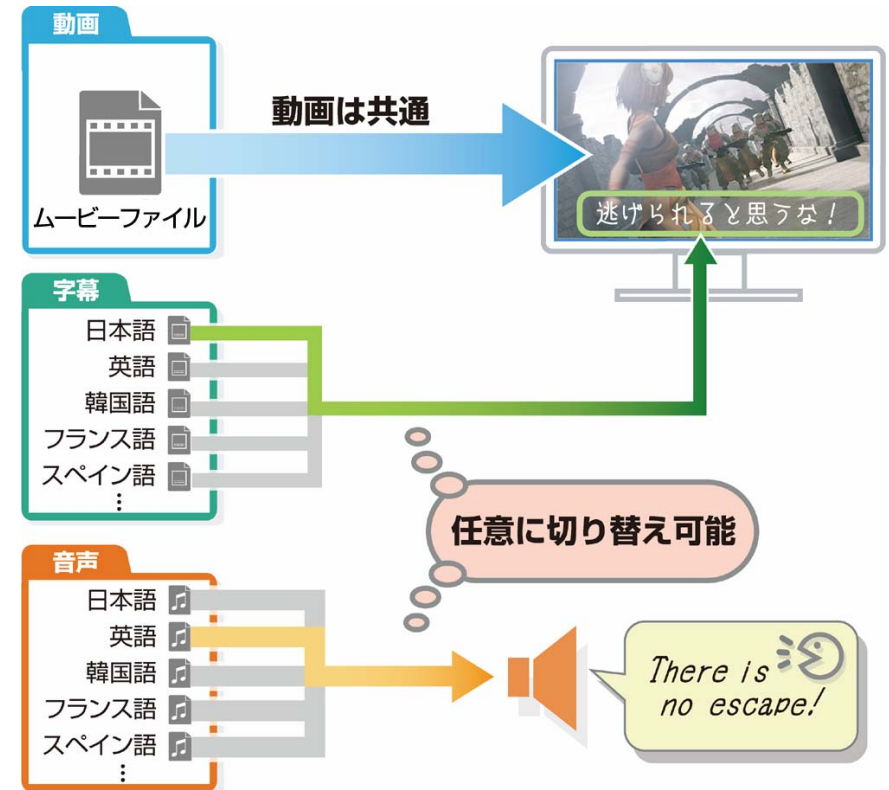 動画
ムービーファイル
動画は共通
逃げられると思うな!
字幕
日本語
英語
韓国語
フランス語
スペイン語
⋮
任意に切り替え可能
音声
日本語
英語
韓国語
フランス語
スペイン語
⋮
There is
no escape!